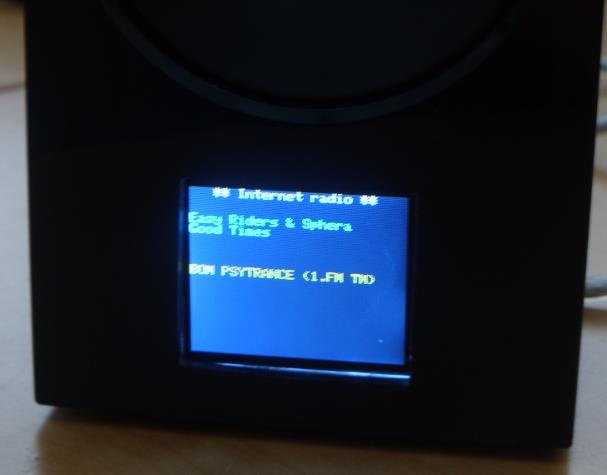 ** Internet radio **
Easy Riders & Sphera
Good Times
BOM PSYTRANCE (1.FM TM)